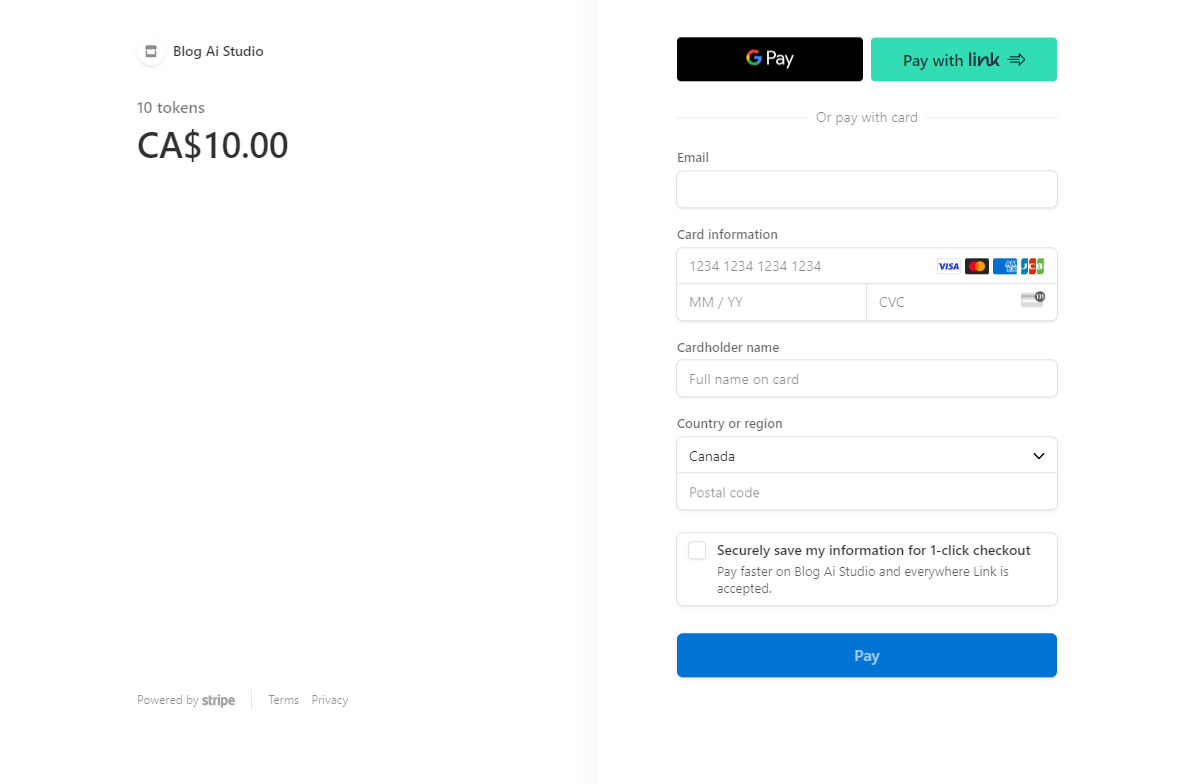 Blog Ai Studio
10 tokens
CA$10.00
Powered by stripe
Terms
Privacy
G Pay
Pay with link
Or pay with card
Email
Card information
1234 1234 1234 1234
VISA
MM / YY
CVC
Cardholder name
Full name on card
Country or region
Canada
Postal code
Securely save my information for 1-click checkout
Pay faster on Blog Ai Studio and everywhere Link is
accepted.
Pay